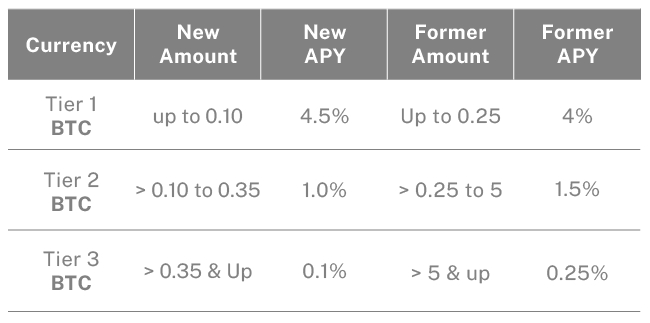 Currency New Amount New APY Former Amount Former APY
Tier 1 BTC up to 0.10 4.5% Up to 0.25 4%
Tier 2 BTC > 0.10 to 0.35 1.0% > 0.25 to 5 1.5%
Tier 3 BTC > 0.35 & Up 0.1% > 5 & up 0.25%